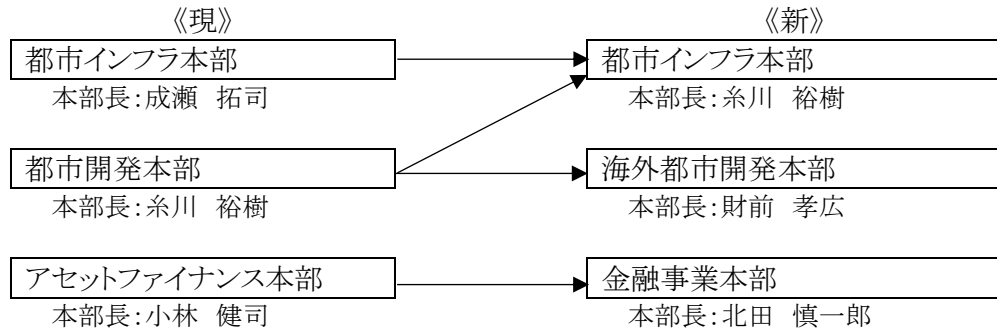 《現》 《新》
都市インフラ本部 都市インフラ本部
本部長:成瀬 拓司 本部長:糸川 裕樹
都市開発本部 海外都市開発本部
本部長:糸川 裕樹 本部長:財前 孝広
アセットファイナンス本部 金融事業本部
本部長:小林 健司 本部長:北田 慎一郎